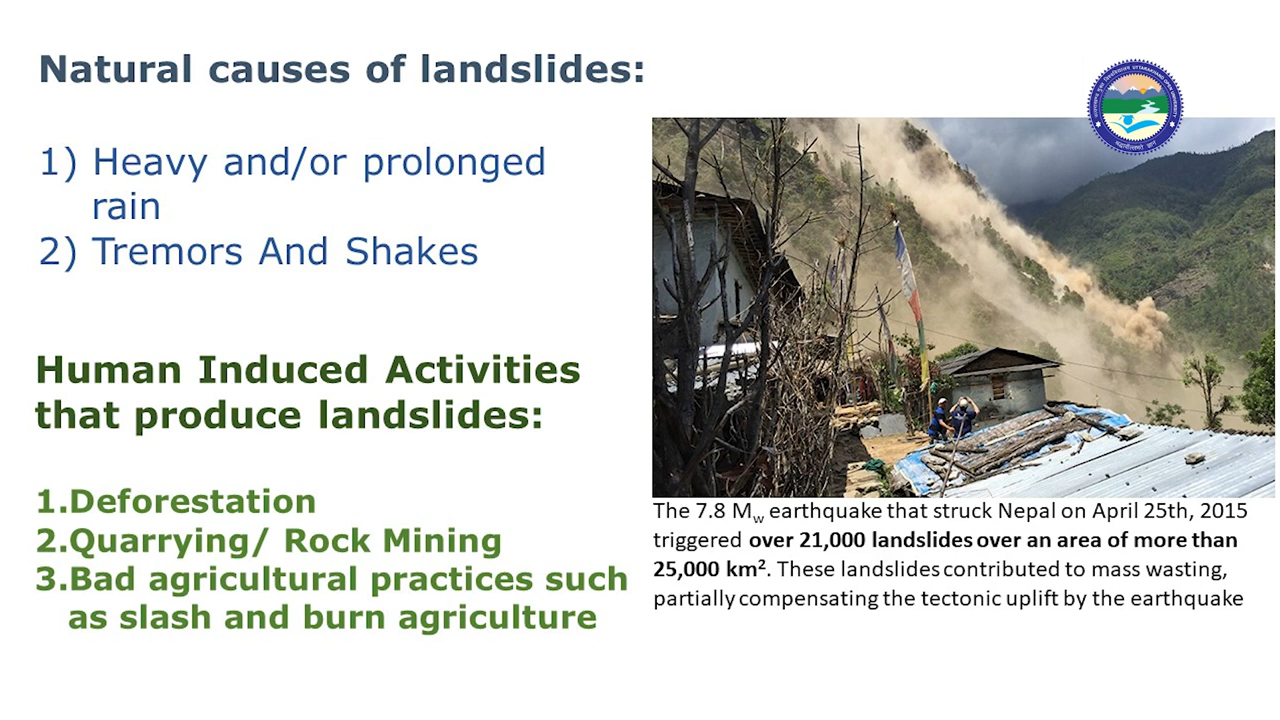 Natural causes of landslides:
1) Heavy and/or prolonged
rain
2) Tremors And Shakes
Human Induced Activities
that produce landslides:
1.Deforestation
2.Quarrying/ Rock Mining
3.Bad agricultural practices such
as slash and burn agriculture
UTTARAKHAND OPEN UNIVERSITY
The 7.8 Mw earthquake that struck Nepal on April 25th, 2015
triggered over 21,000 landslides over an area of more than
25,000 km². These landslides contributed to mass wasting,
partially compensating the tectonic uplift by the earthquake